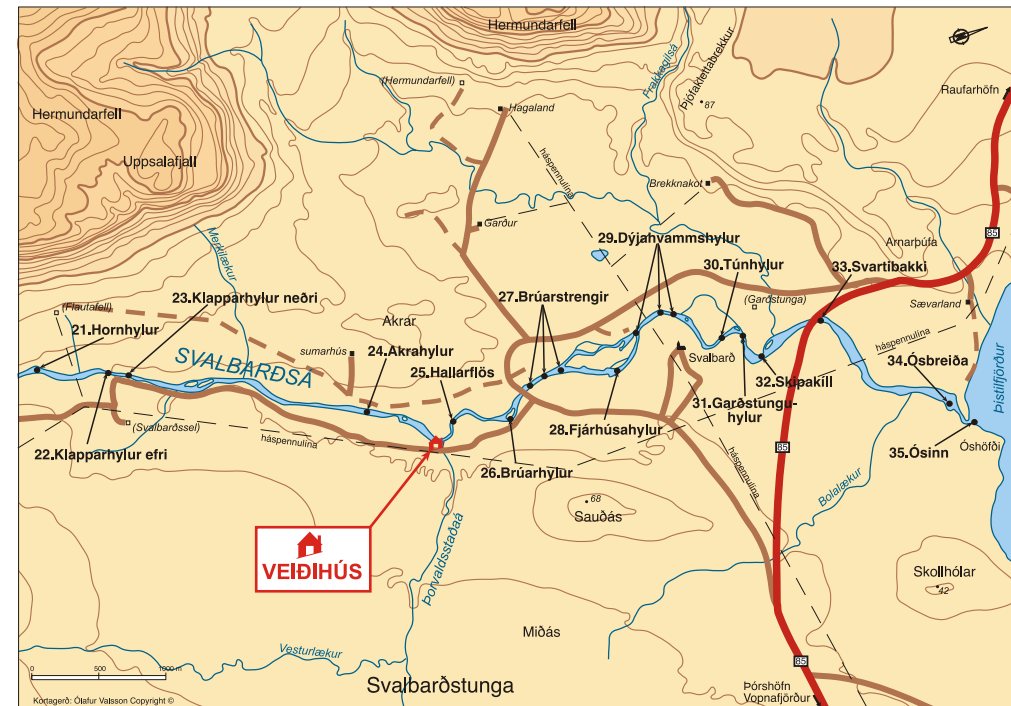 Hermundarfell
(Hermundarfell)
Frakkagilsá
Þjófaklettabrekkur
87
Raufarhöfn
Hagaland
Hermundarfell
Uppsalafjall
háspennulína
Brekknakot
Garður
Merkilækur
29.Dýjahvammshylur
85
Arnarþúfa
30.Túnhylur
33.Svartibakki
(Flautafell)
23.Klapparhylur neðri
27.Brúarstrengir
(Garðstunga)
Sævarland
21.Hornhylur
Akrar
háspennulína
SVALBARÐSÁ
sumarhús
24.Akrahylur
Svalbarð
34.Ósbreiða
25.Hallarflös
32.Skipakíll
Þistilfjörður
31.Garðstungu-
hylur
(Svalbarðssel)
28.Fjárhúsahylur
háspennulína
Óshöfði
22.Klapparhylur efri
85
35.Ósinn
26.Brúarhylur
háspennulína
Bolalækur
68
Sauðás
VEIÐIHÚS
Þorvaldsstaðaá
Skollhólar
42
Miðás
Vesturlækur
85
0 500 1000 m
Svalbarðstunga
Þórshöfn
Vopnafjörður
Kortagerð: Ólafur Valsson Copyright ©